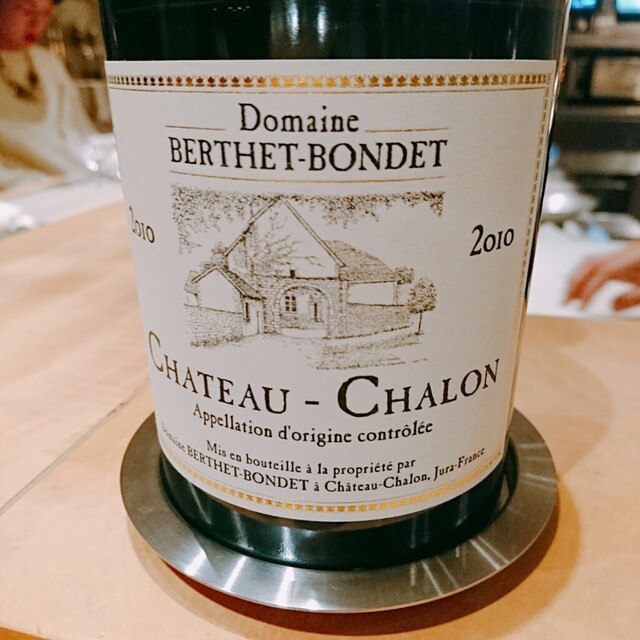 Domaine
BERTHET-BONDET
2010
2010
CHATEAU - CHALON
Appellation d'origine contrôlée
Mis en bouteille à la propriété par
Domaine BERTHET-BONDET à Château-Chalon, Jura-France